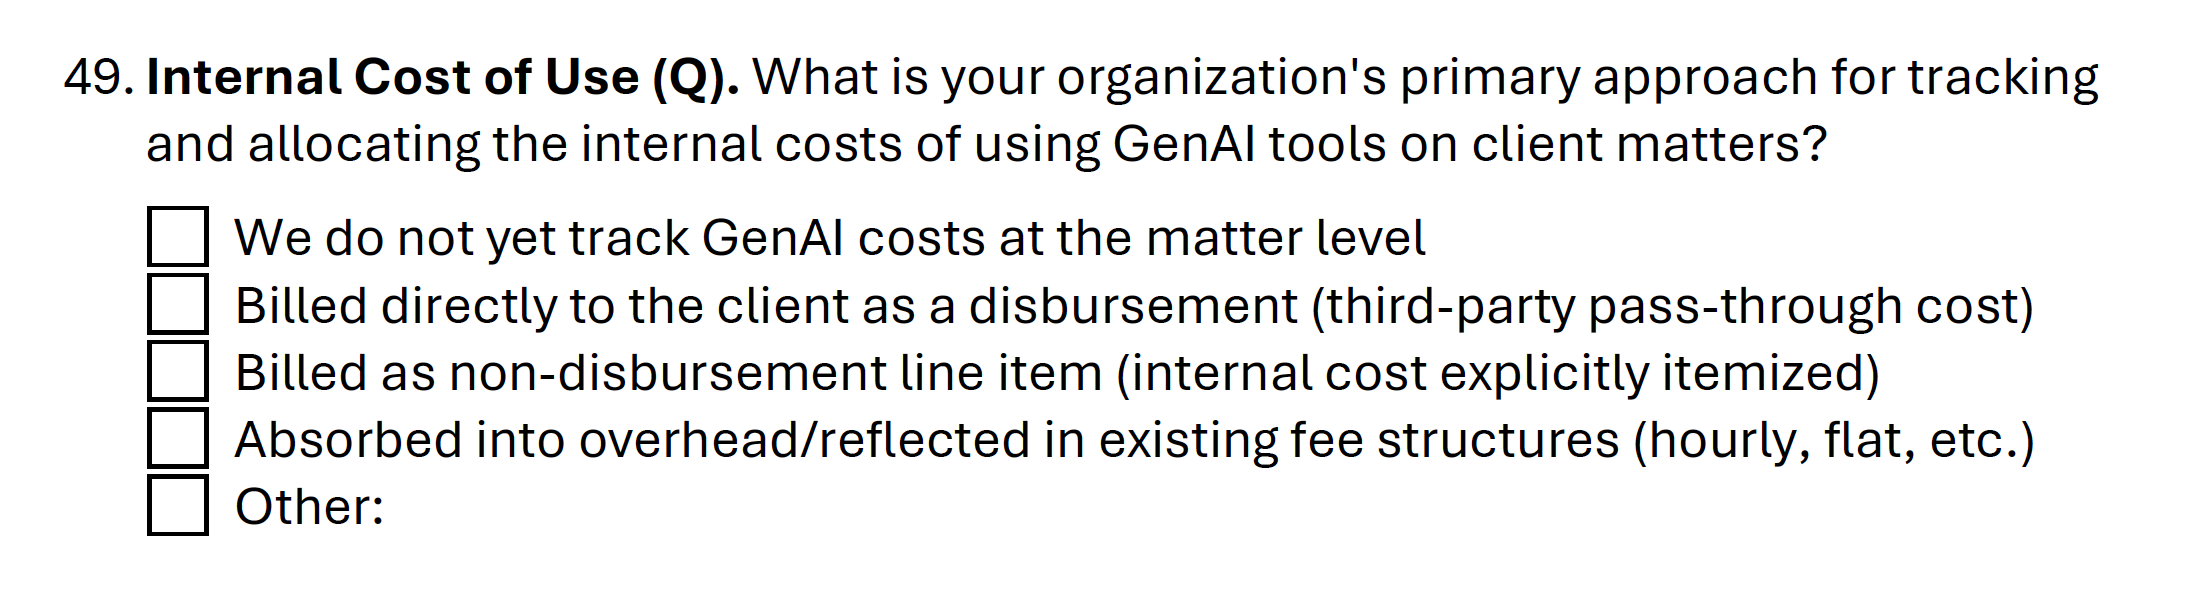 49. Internal Cost of Use (Q). What is your organization's primary approach for tracking
and allocating the internal costs of using GenAI tools on client matters?
We do not yet track GenAI costs at the matter level
Billed directly to the client as a disbursement (third-party pass-through cost)
Billed as non-disbursement line item (internal cost explicitly itemized)
Absorbed into overhead/reflected in existing fee structures (hourly, flat, etc.)
Other: